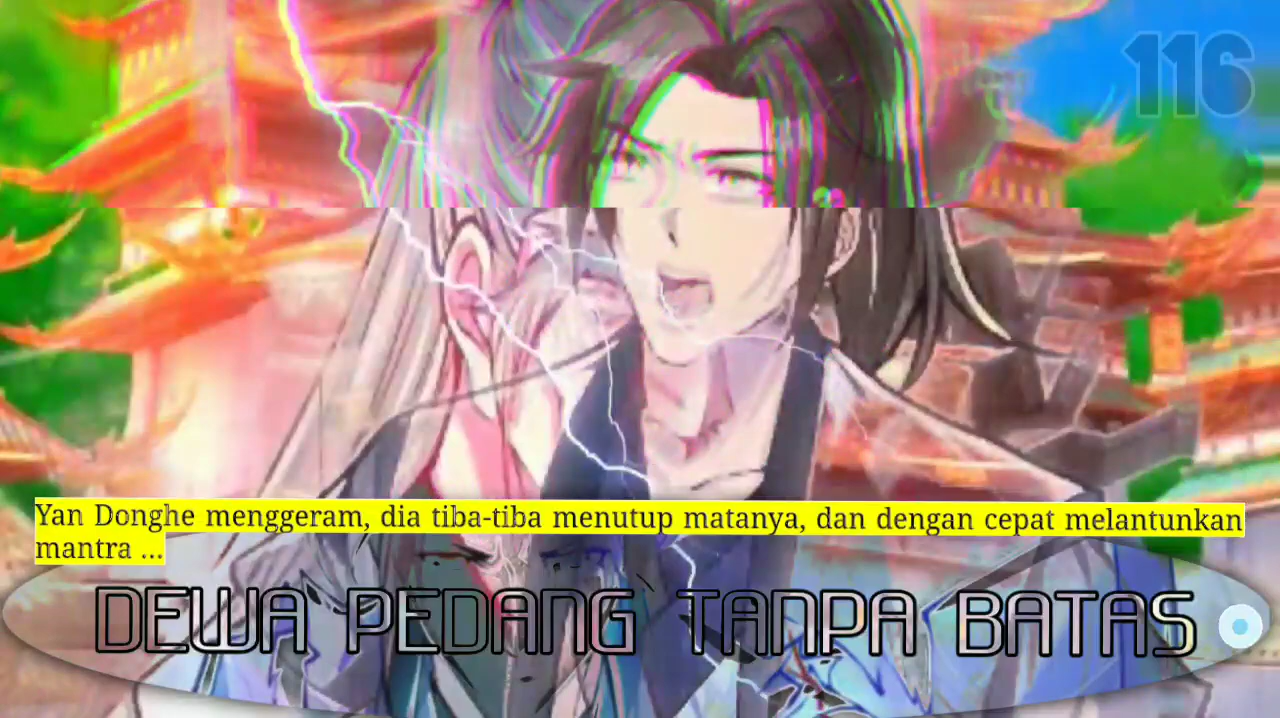 116
Yan Donghe menggeram, dia tiba-tiba menutup matanya, dan dengan cepat melantunkan
mantra ...
DEWA PEDANG TANPA BATAS